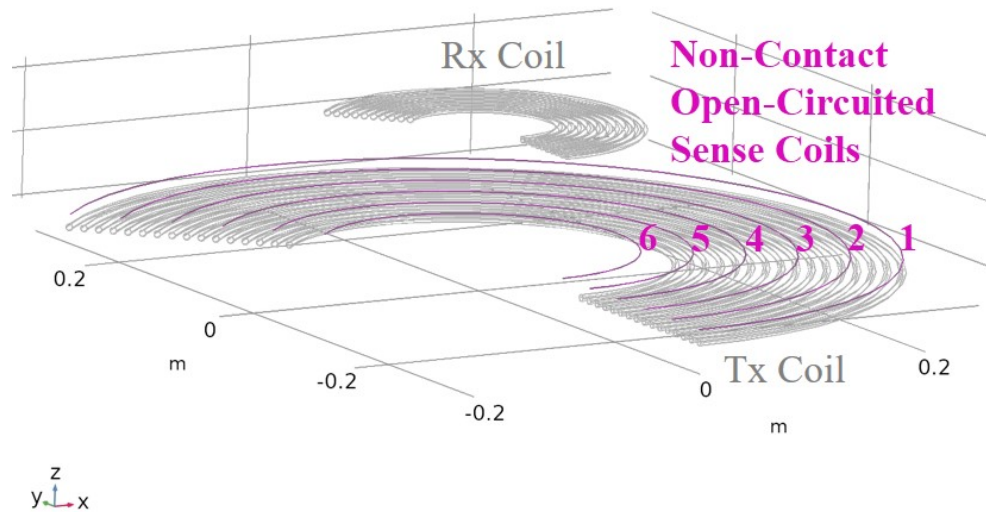 Rx Coil
Non-Contact
Open-Circuited
Sense Coils
6 5 4 3 2 1
0.2
0
m
-0.2
-0.2
0
0.2
m
Tx Coil
z
y
x